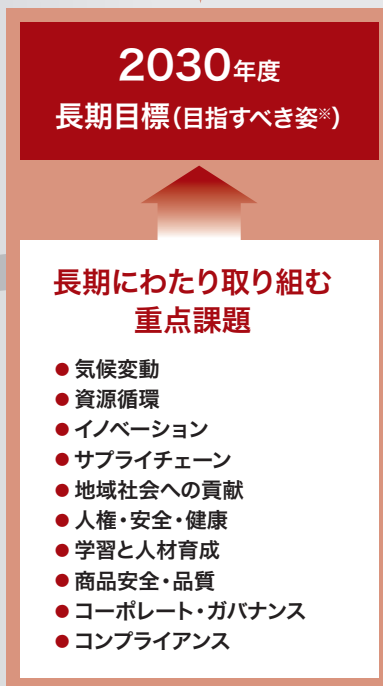 2030年度
長期目標(目指すべき姿※)
長期にわたり取り組む
重点課題
● 気候変動
● 資源循環
● イノベーション
● サプライチェーン
● 地域社会への貢献
● 人権・安全・健康
● 学習と人材育成
● 商品安全・品質
● コーポレート・ガバナンス
● コンプライアンス